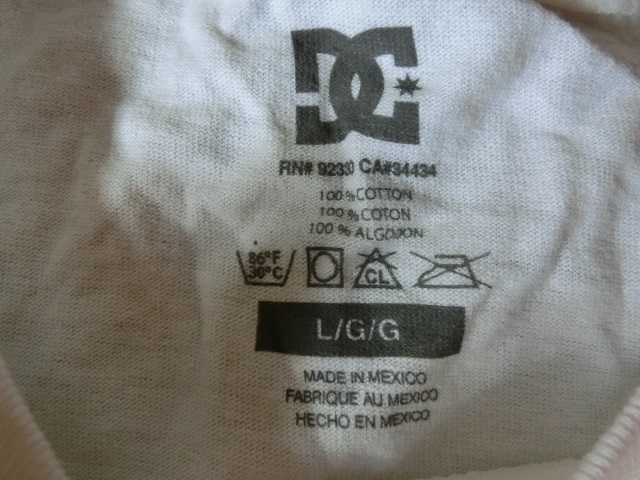 DC
RN# 9233 CA#34434
100% COTTON
100% COTON
100% ALGODON
86°F
30°C
CL
L/G/G
MADE IN MEXICO
FABRIQUE AU MEXICO
HECHO EN MEXICO